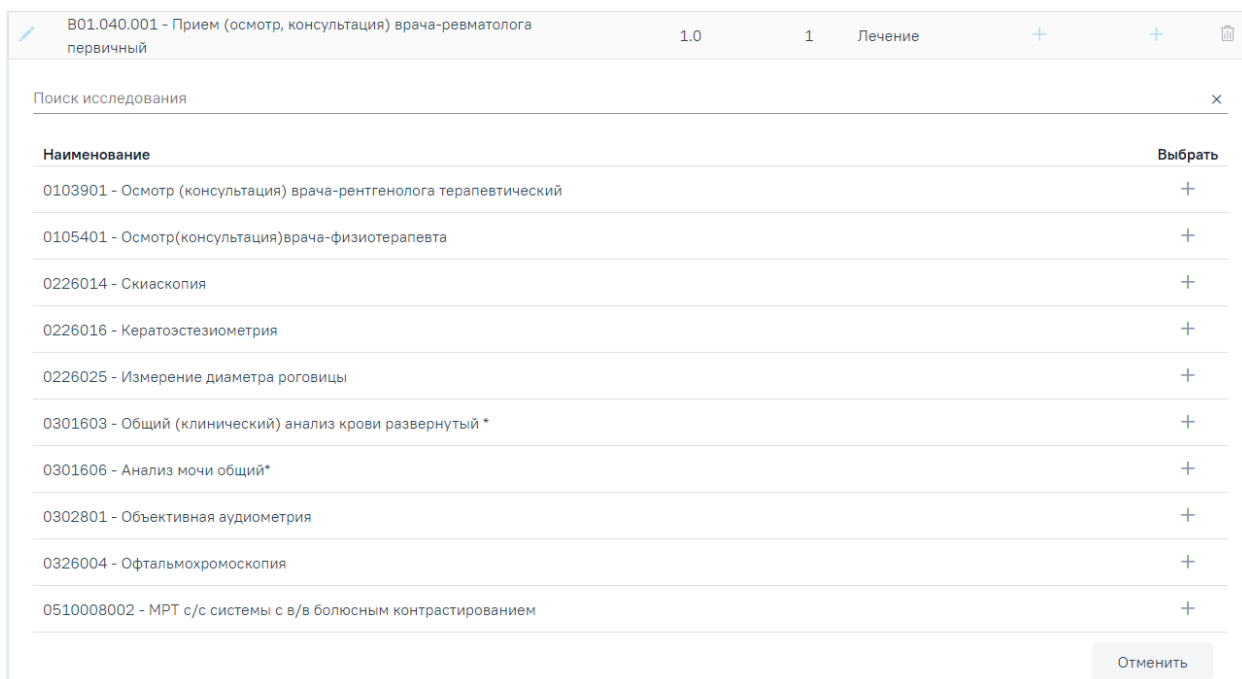 В01.040.001 - Прием (осмотр, консультация) врача-ревматолога
первичный 1.0 1 Лечение
Поиск исследования
Наименование Выбрать
0103901 - Осмотр (консультация) врача-рентгенолога терапевтический
0105401 - Осмотр(консультация)врача-физиотерапевта
0226014 - Скиаскопия
0226016 - Кератоэстезиометрия
0226025 - Измерение диаметра роговицы
0301603 - Общий (клинический) анализ крови развернутый *
0301606 - Анализ мочи общий*
0302801 - Объективная аудиометрия
0326004 - Офтальмохромоскопия
0510008002 - МРТ с/с системы с в/в болюсным контрастированием
Отменить